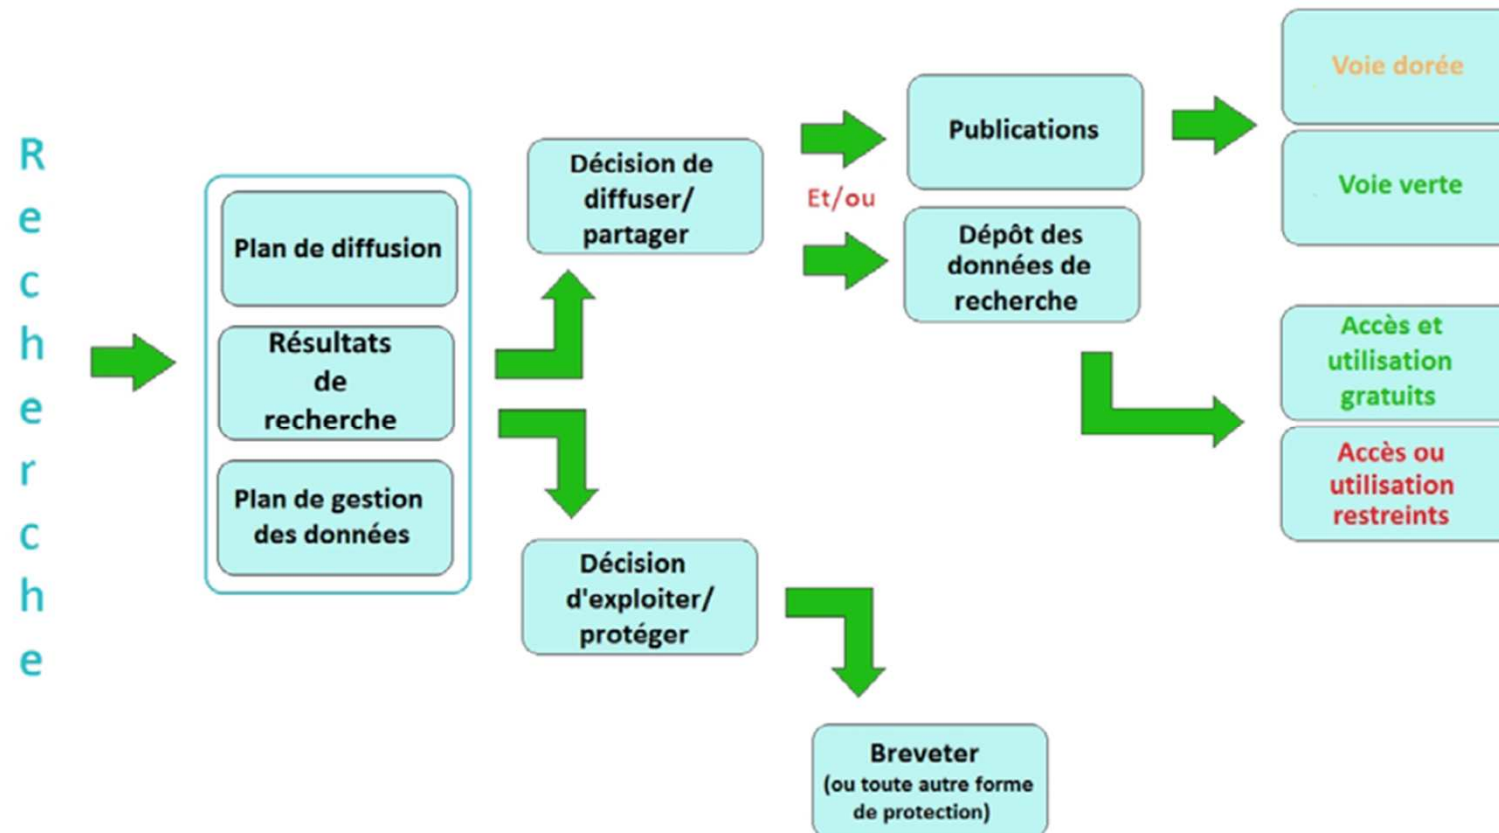 Recherche
Plan de diffusion
Résultats
de
recherche
Plan de gestion
des données
Décision de
diffuser/
partager
Décision
d'exploiter/
protéger
Et/ou
Publications
Dépôt des
données de
recherche
Breveter
(ou toute autre forme
de protection)
Voie dorée
Voie verte
Accès et
utilisation
gratuits
Accès ou
utilisation
restreints